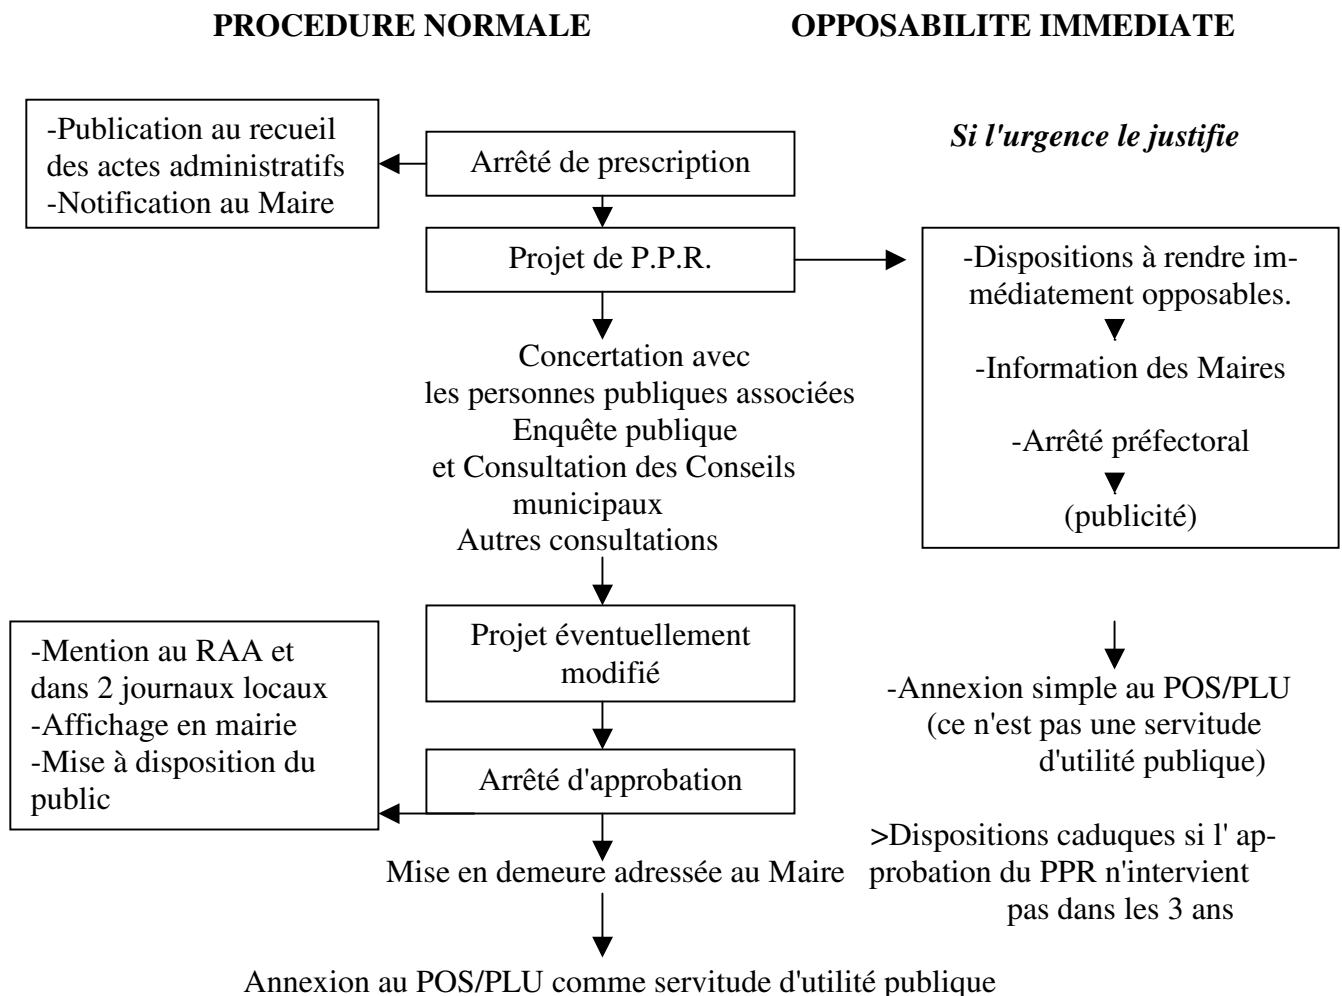 PROCEDURE NORMALE
OPPOSABILITE IMMEDIATE
-Publication au recueil
des actes administratifs
-Notification au Maire
Arrêté de prescription
Si l'urgence le justifie
Projet de P.P.R.
-Dispositions à rendre im-
médiatement opposables.
-Information des Maires
-Arrêté préfectoral
(publicité)
Concertation avec
les personnes publiques associées
Enquête publique
et Consultation des Conseils
municipaux
Autres consultations
Projet éventuellement
modifié
-Mention au RAA et
dans 2 journaux locaux
-Affichage en mairie
-Mise à disposition du
public
Arrêté d'approbation
-Annexion simple au POS/PLU
(ce n'est pas une servitude
d'utilité publique)
>Dispositions caduques si l' ap-
probation du PPR n'intervient
pas dans les 3 ans
Mise en demeure adressée au Maire
Annexion au POS/PLU comme servitude d'utilité publique